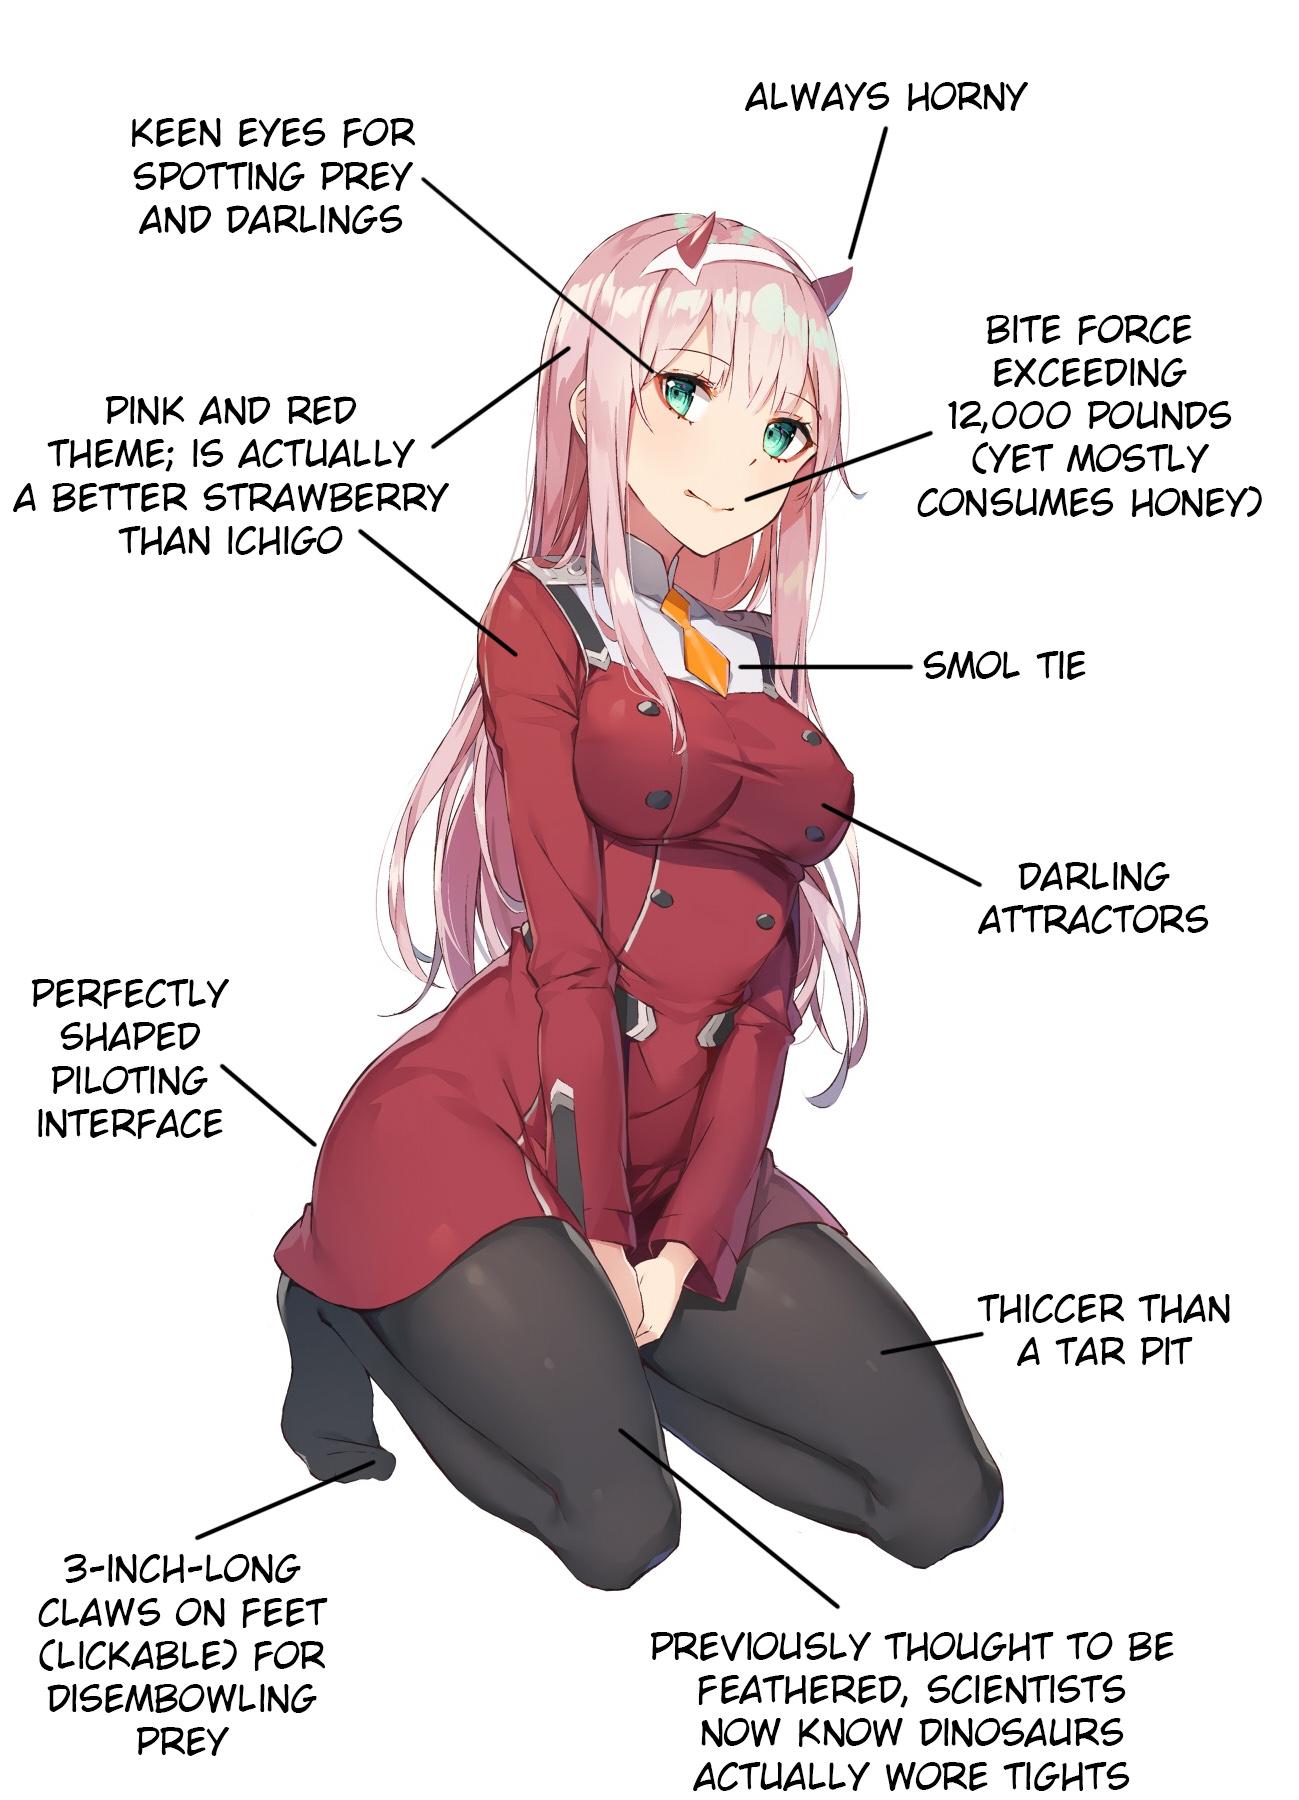 ALWAYS HORNY
KEEN EYES FOR
SPOTTING PREY
AND DARLINGS
BITE FORCE
EXCEEDING
12,000 POUNDS
(YET MOSTLY
CONSUMES HONEY)
PINK AND RED
THEME; IS ACTUALLY
A BETTER STRAWBERRY
THAN ICHIGO
SMOL TIE
DARLING
ATTRACTORS
PERFECTLY
SHAPED
PILOTING
INTERFACE
THICCER THAN
A TAR PIT
3-INCH-LONG
CLAWS ON FEET
(LICKABLE) FOR
DISEMBOWLING
PREY
PREVIOUSLY THOUGHT TO BE
FEATHERED, SCIENTISTS
NOW KNOW DINOSAURS
ACTUALLY WORE TIGHTS